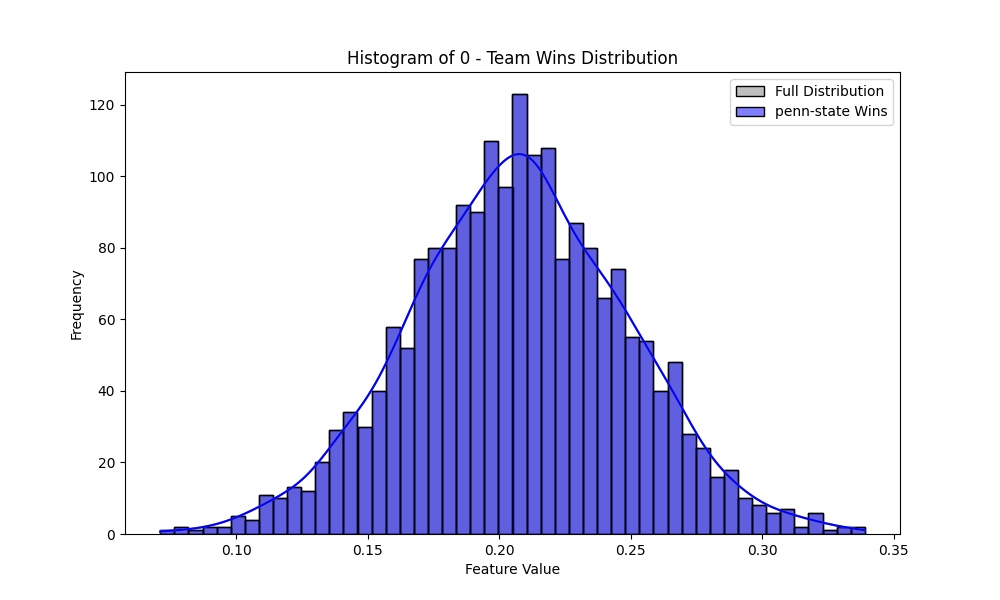 Histogram of 0 - Team Wins Distribution
Full Distribution
penn-state Wins
120
100
80
60
40
20
0
Frequency
0.10 0.15 0.20 0.25 0.30 0.35
Feature Value